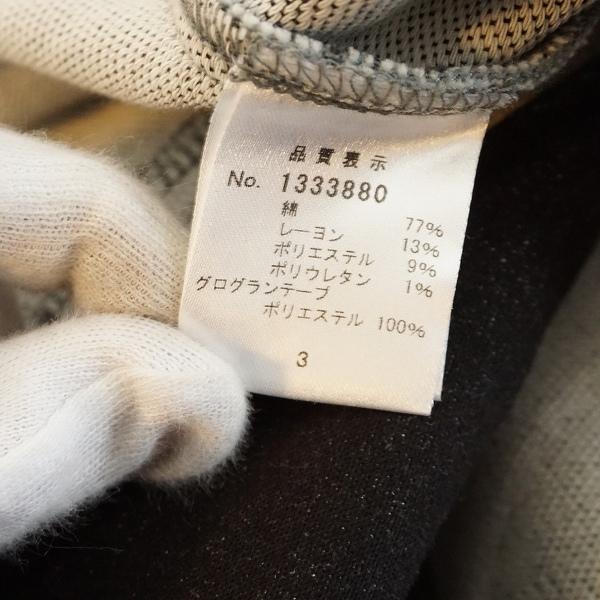 品質表示
No. 1333880
綿 77%
レーヨン 13%
ポリエステル 9%
ポリウレタン 1%
グログランテープ
ポリエステル 100%
3